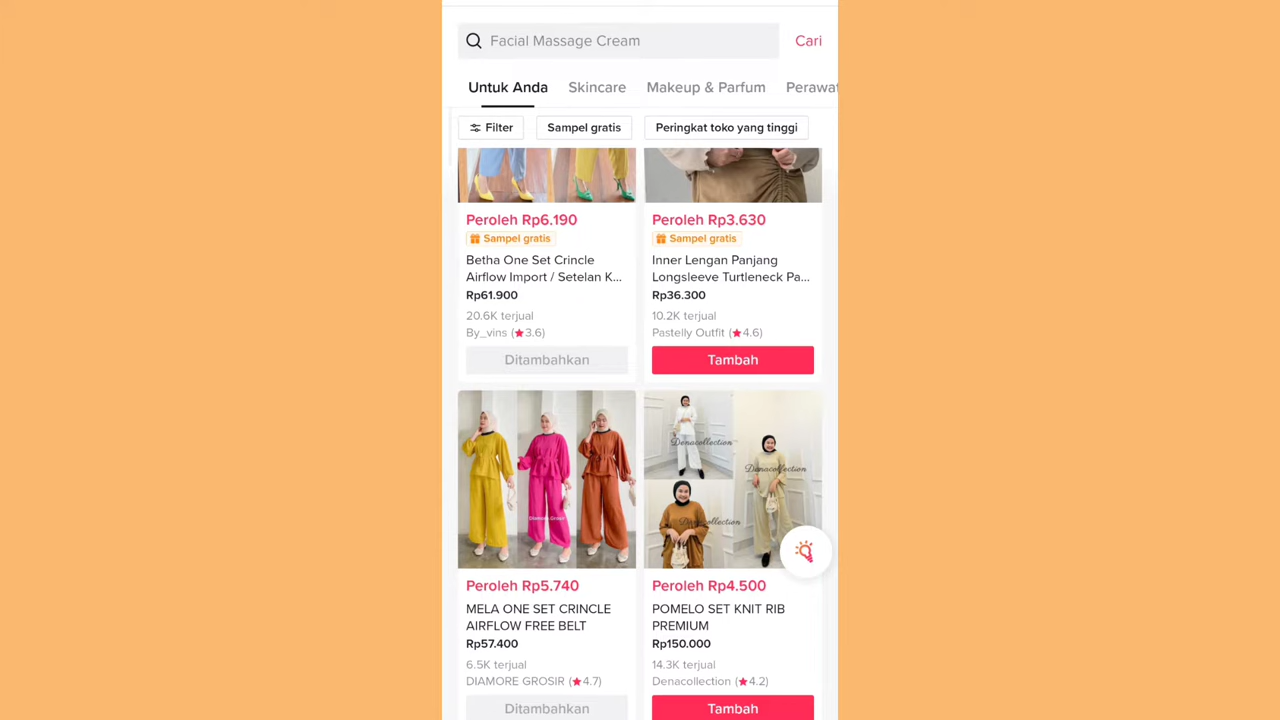 Facial Massage Cream
Cari
Untuk Anda
Skincare
Makeup & Parfum
Perawat
Filter
Sampel gratis
Peringkat toko yang tinggi
Peroleh Rp6.190
Sampel gratis
Betha One Set Crincle
Airflow Import / Setelan K...
Rp61.900
20.6K terjual
By_vins (★3.6)
Ditambahkan
Peroleh Rp3.630
Sampel gratis
Inner Lengan Panjang
Longsleeve Turtleneck Pa...
Rp36.300
10.2K terjual
Pastelly Outfit (★4.6)
Tambah
Diamore Grosir
Peroleh Rp5.740
MELA ONE SET CRINCLE
AIRFLOW FREE BELT
Rp57.400
6.5K terjual
DIAMORE GROSIR (★4.7)
Ditambahkan
Denacollection
Denacollection
Denacollection
Peroleh Rp4.500
POMELO SET KNIT RIB
PREMIUM
Rp150.000
14.3K terjual
Denacollection (★4.2)
Tambah